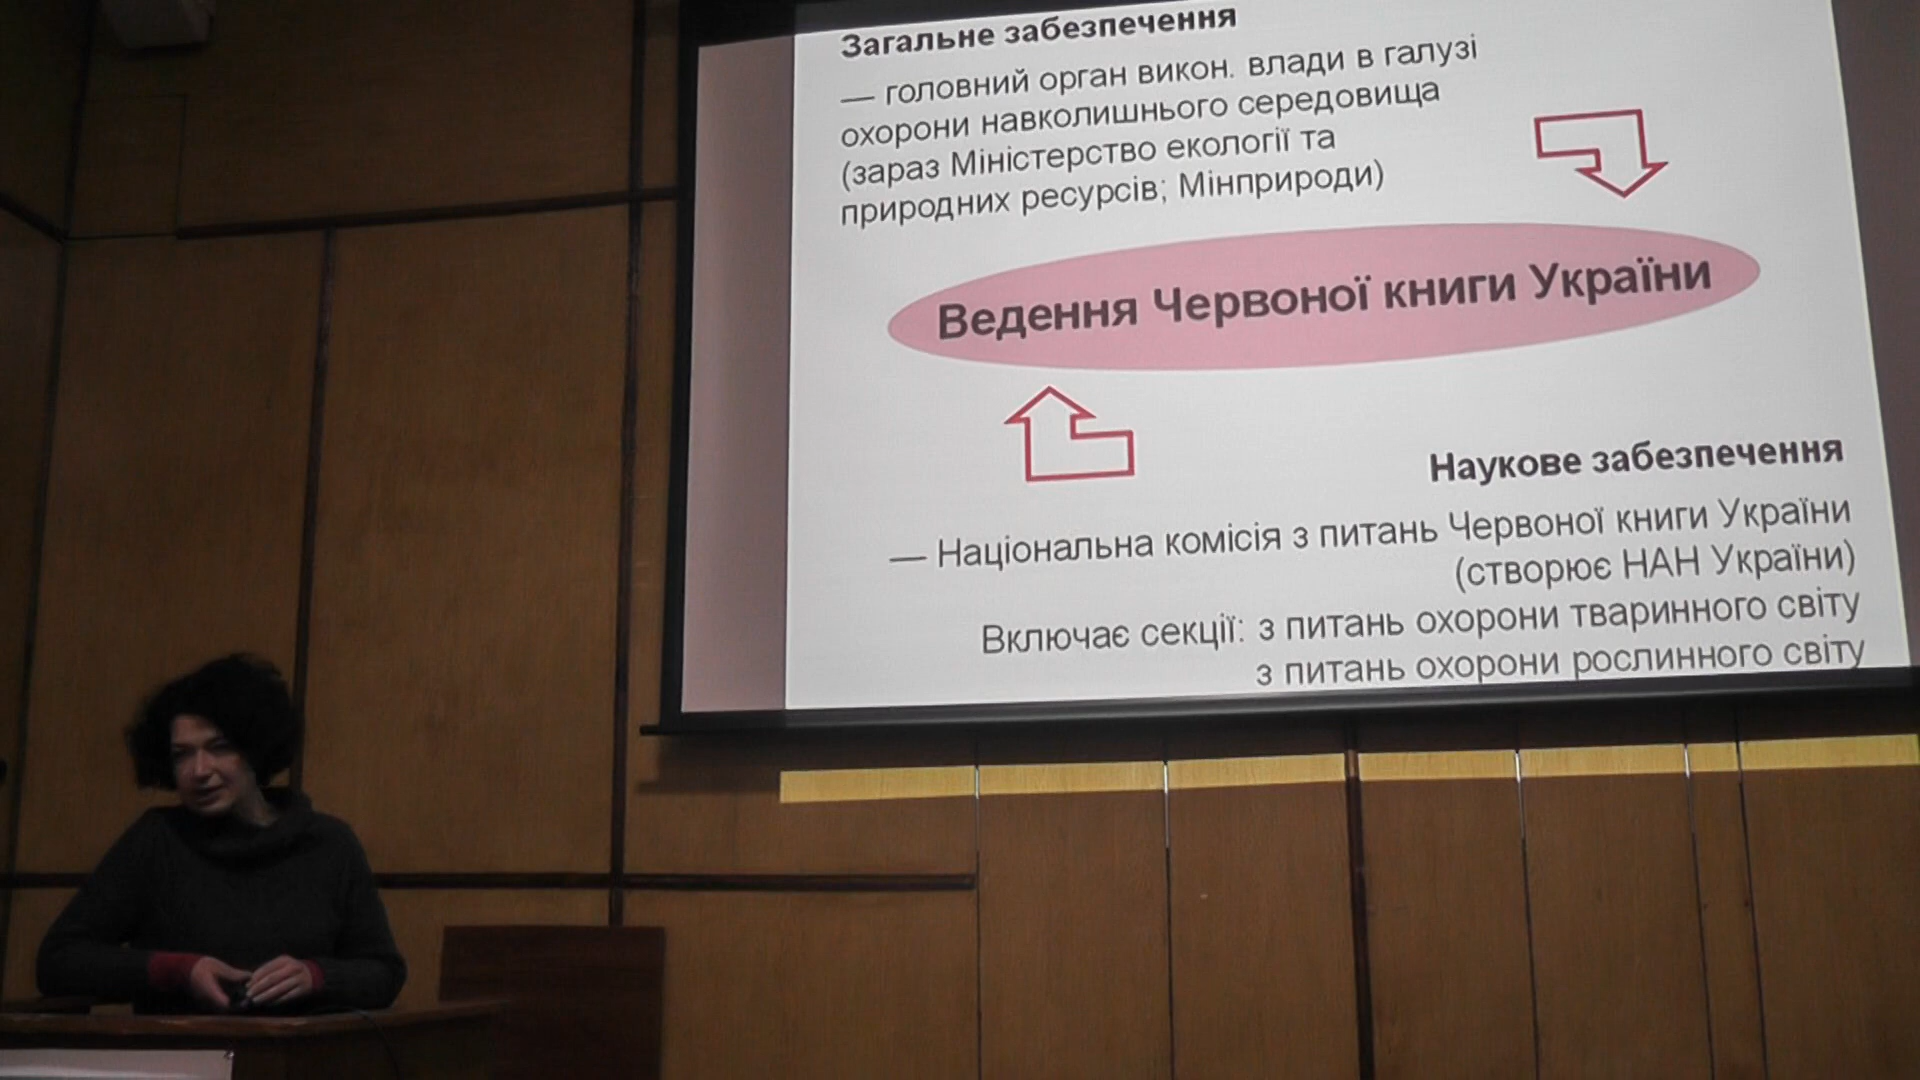 Загальне забезпечення
— головний орган викон. влади в галузі
охорони навколишнього середовища
(зараз Міністерство екології та
природних ресурсів; Мінприроди)
Ведення Червоної книги України
Наукове забезпечення
— Національна комісія з питань Червоної книги України
(створює НАН України)
Включає секції: з питань охорони тваринного світу
з питань охорони рослинного світу